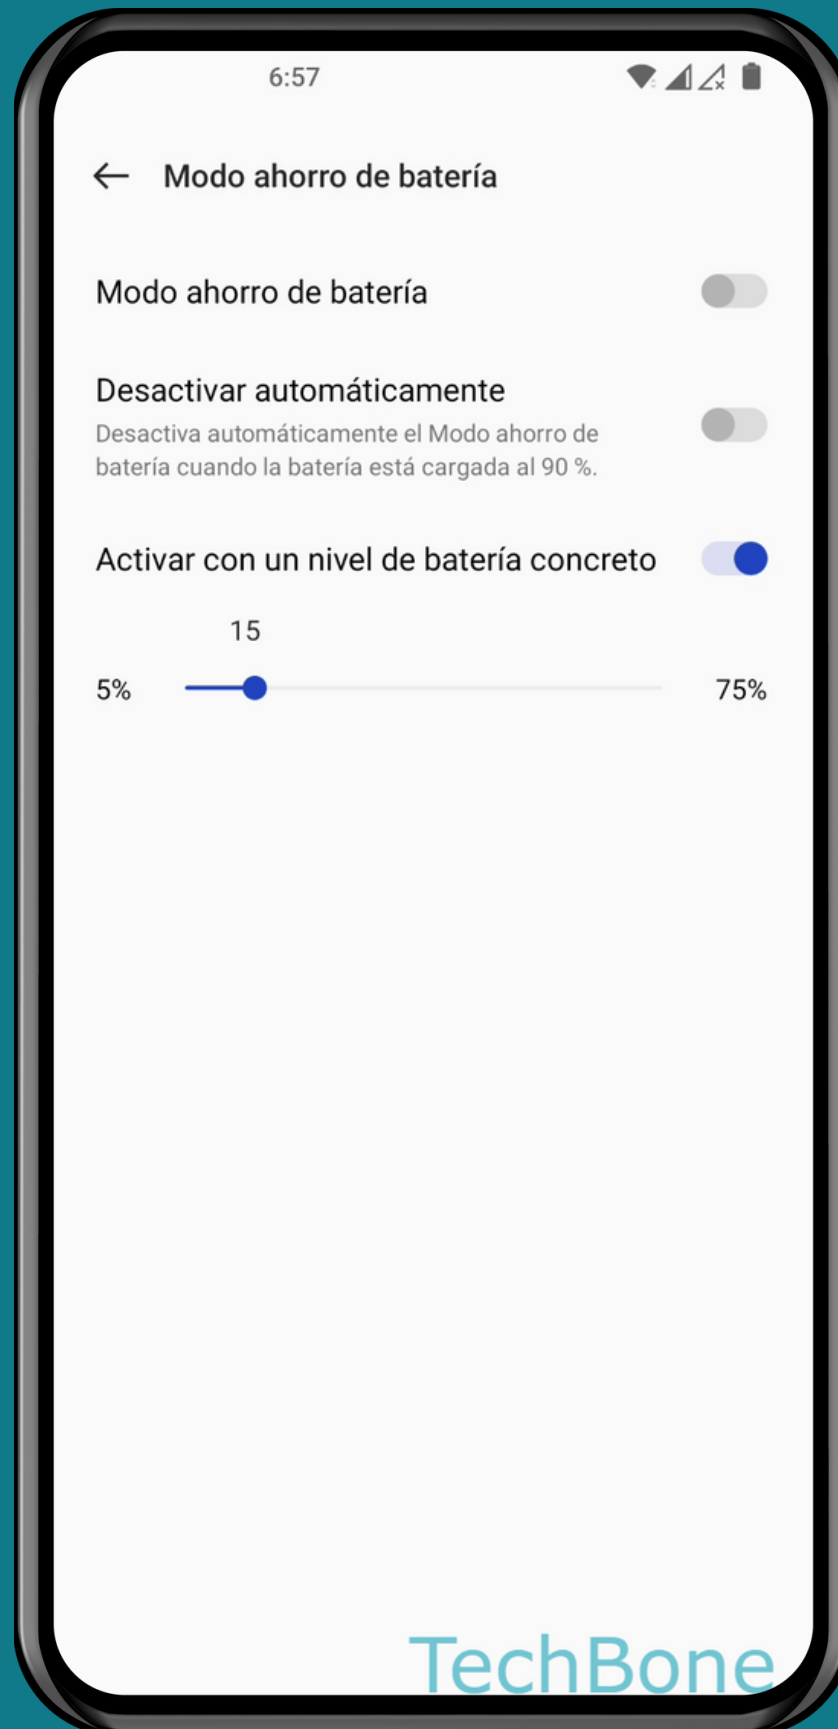 6:57
Modo ahorro de batería
Modo ahorro de batería
Desactivar automáticamente
Desactiva automáticamente el Modo ahorro de
batería cuando la batería está cargada al 90 %.
Activar con un nivel de batería concreto
15
5%
75%
TechBone